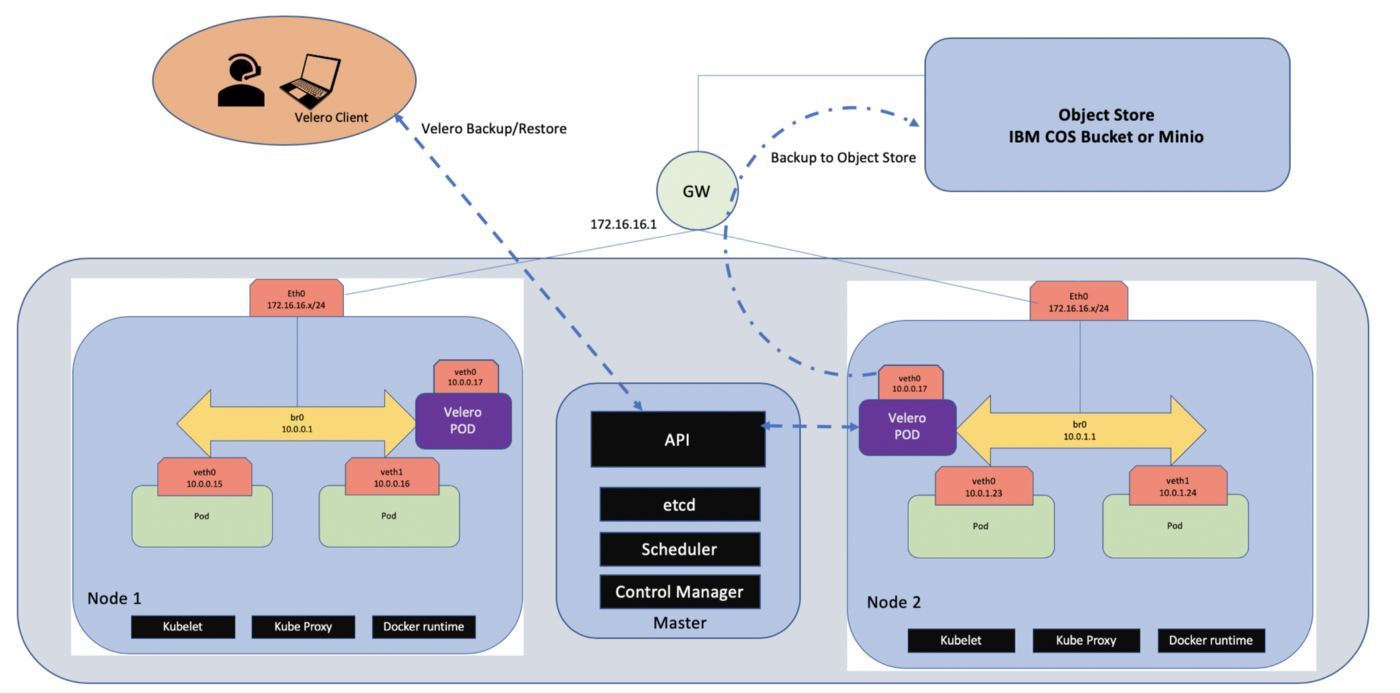 Velero Client
Velero Backup/Restore
Object Store
IBM COS Bucket or Minio
Backup to Object Store
GW
172.16.16.1
Eth0
172.16.16.x/24
veth0
10.0.0.17
Velero
POD
br0
10.0.0.1
veth0
10.0.0.15
Pod
veth1
10.0.0.16
Pod
Node 1
Kubelet
Kube Proxy
Docker runtime
API
etcd
Scheduler
Control Manager
Master
Eth0
172.16.16.x/24
veth0
10.0.0.17
Velero
POD
br0
10.0.1.1
veth0
10.0.1.23
Pod
veth1
10.0.1.24
Pod
Node 2
Kubelet
Kube Proxy
Docker runtime